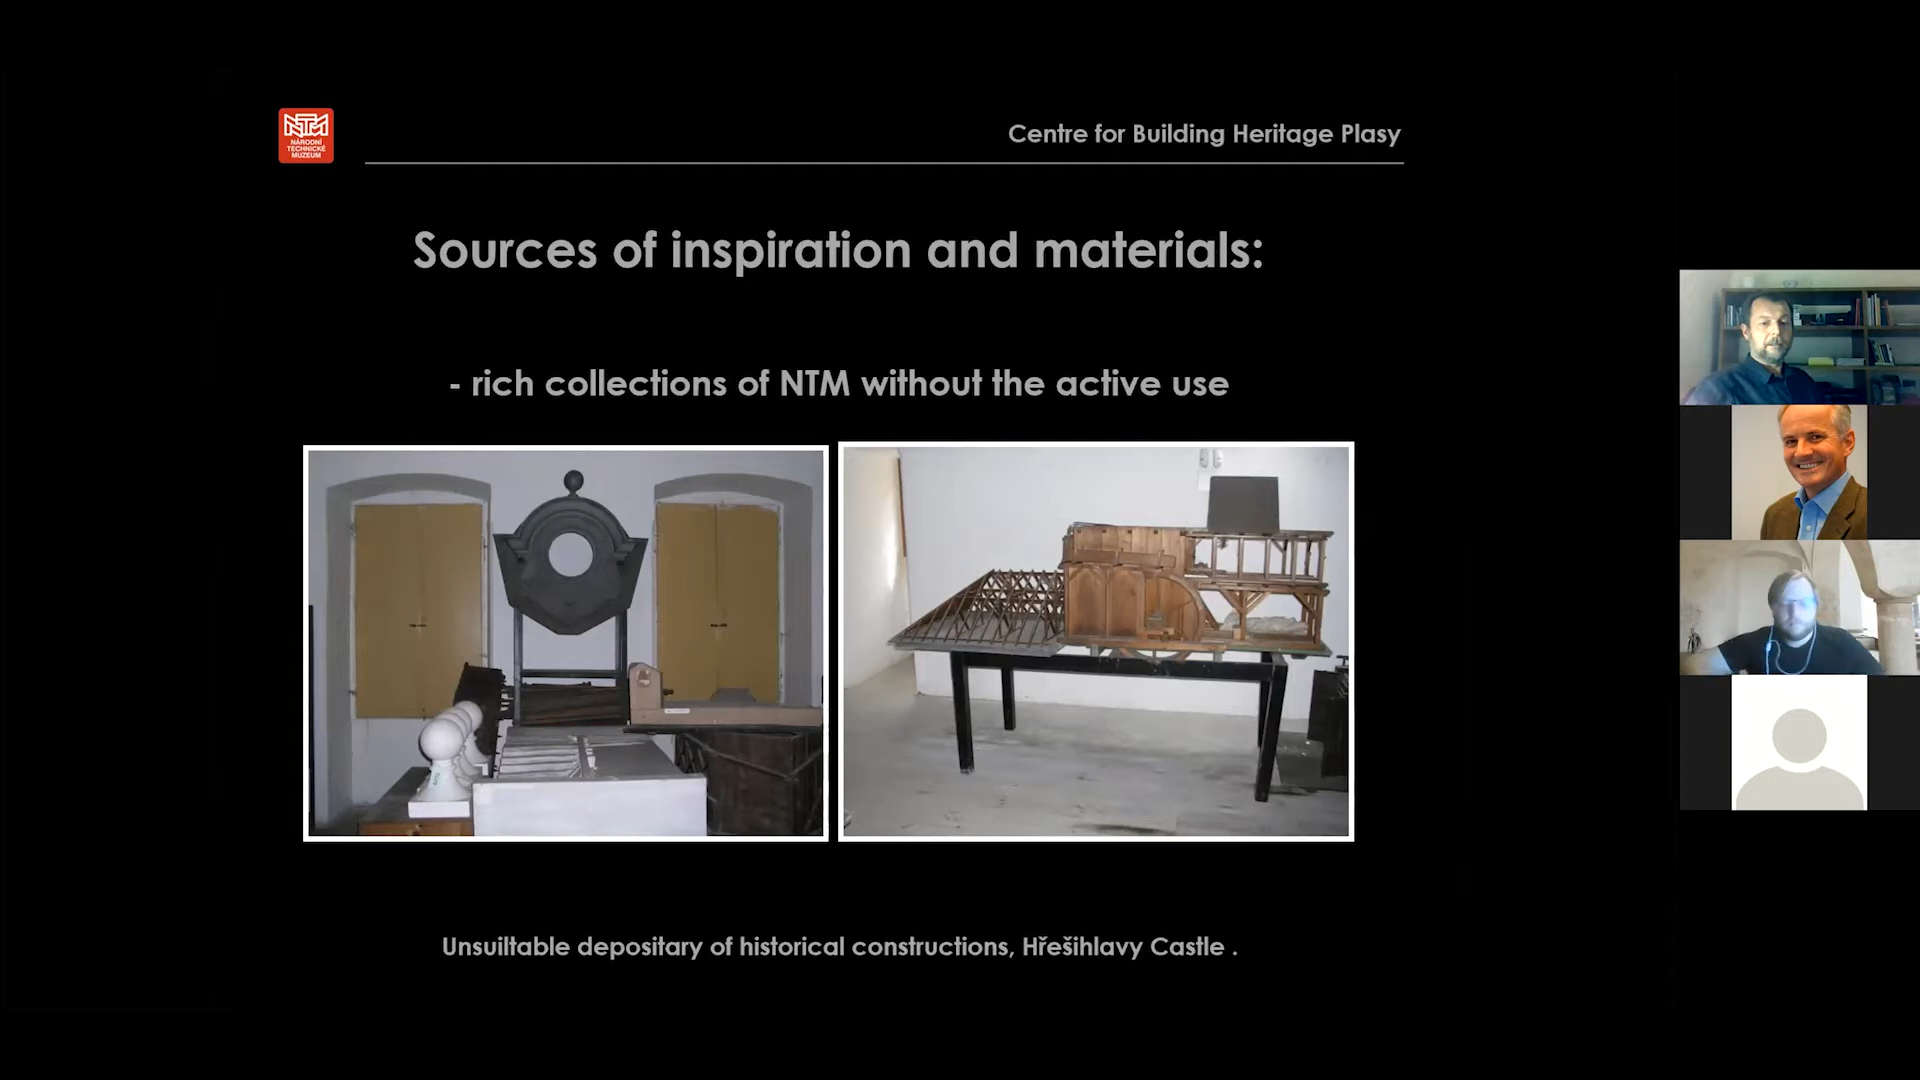 NTM
NÁRODNÍ
TECHNICKÉ
MUZEUM
Centre for Building Heritage Plasy
Sources of inspiration and materials:
- rich collections of NTM without the active use
Unsuiltable depositary of historical constructions, Hřešihlavy Castle .